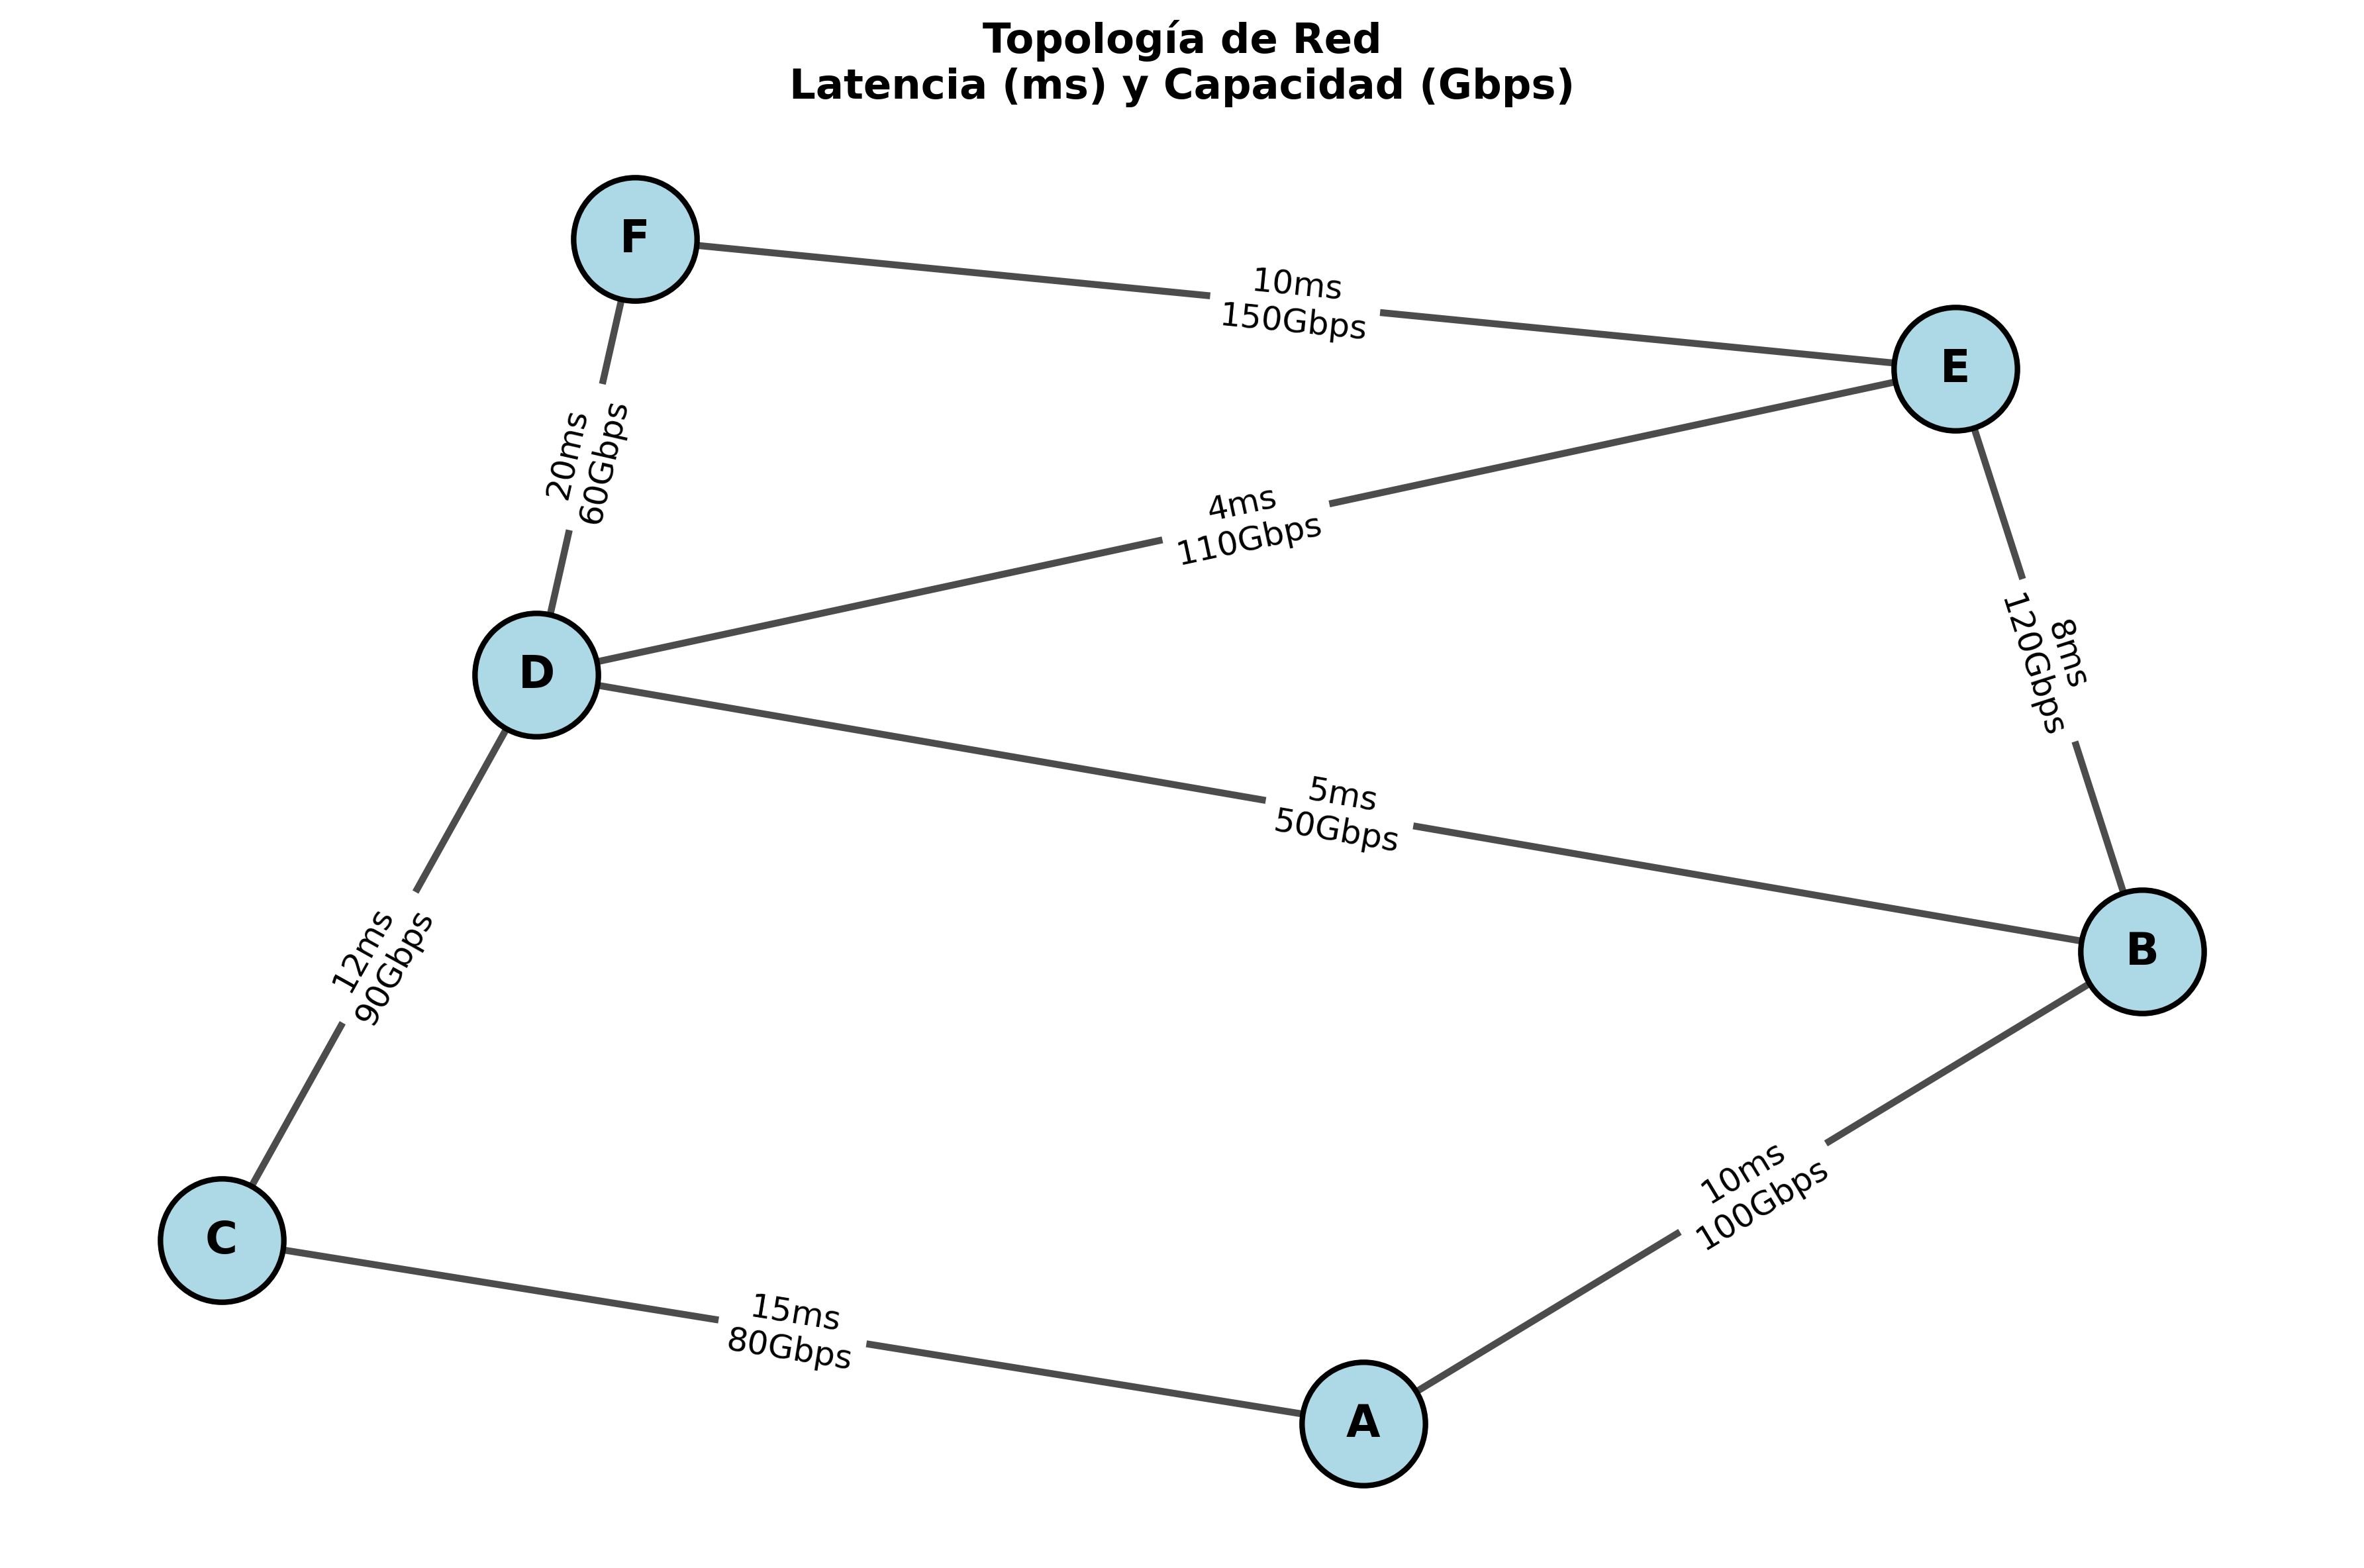 Topología de Red
Latencia (ms) y Capacidad (Gbps)
F
10ms
150Gbps
E
20ms
60Gbps
4ms
110Gbps
8ms
120Gbps
D
5ms
50Gbps
B
12ms
90Gbps
10ms
100Gbps
C
15ms
80Gbps
A